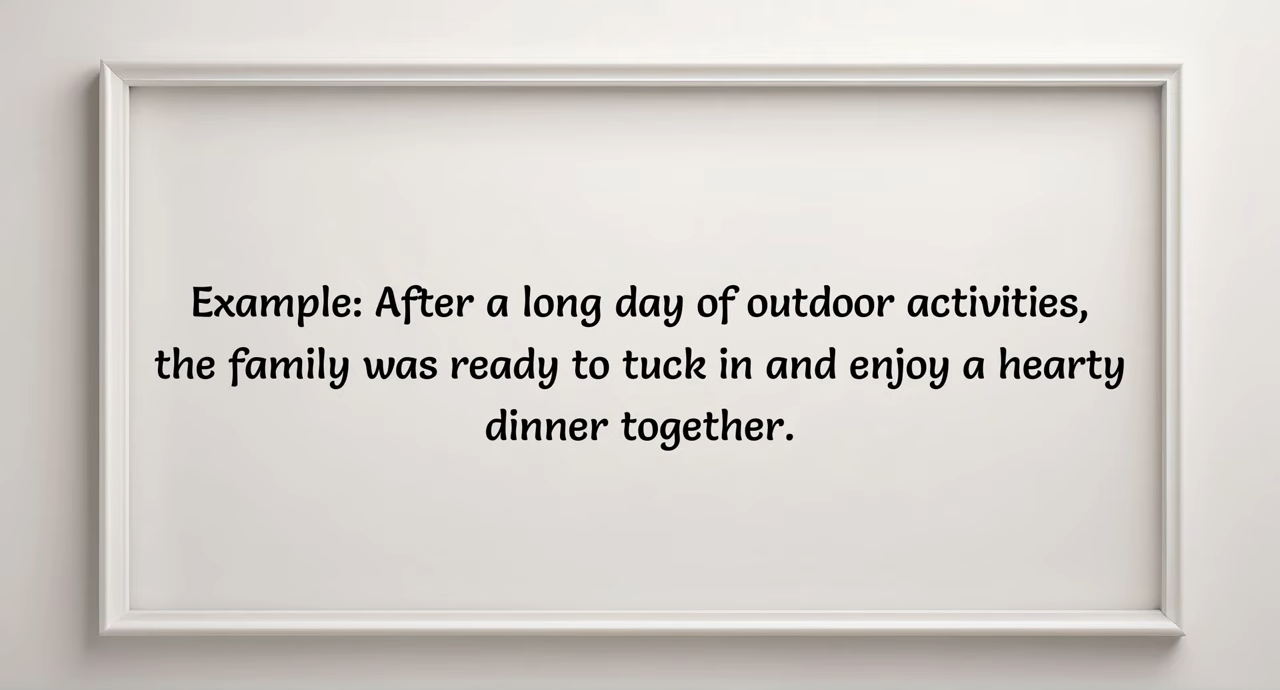 Example: After a long day of outdoor activities,
the family was ready to tuck in and enjoy a hearty
dinner together.